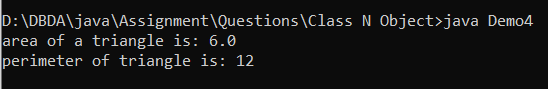 D:\DBDA\java\Assignment\Questions\Class N Object>java Demo4
area of a triangle is: 6.0
perimeter of triangle is: 12